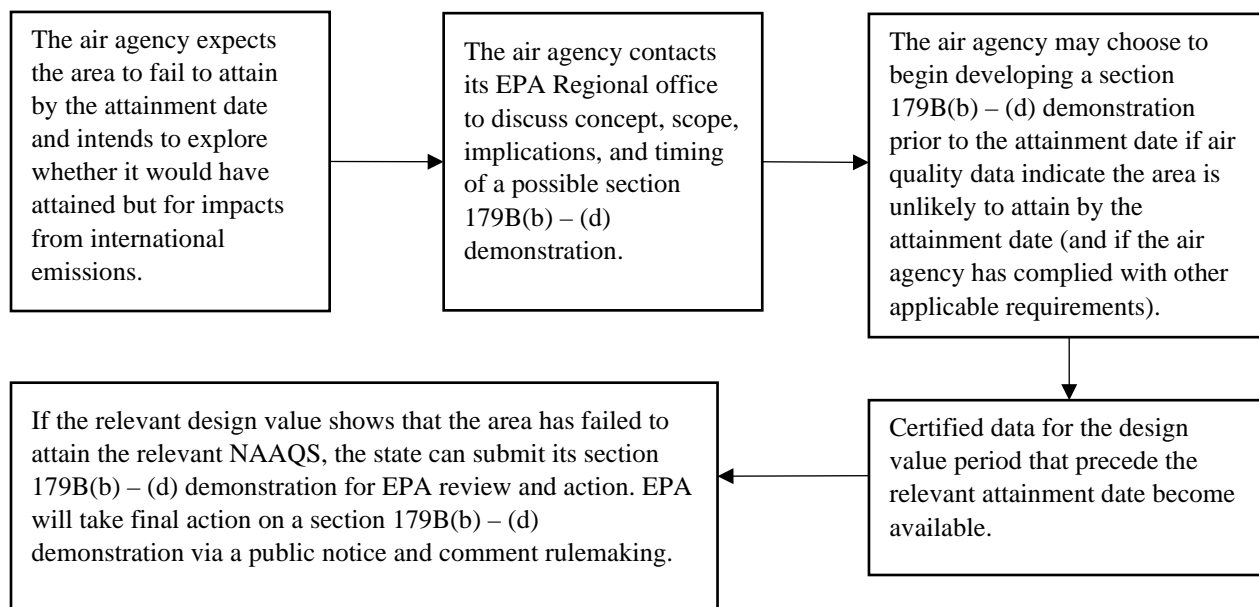 The air agency expects
the area to fail to attain
by the attainment date
and intends to explore
whether it would have
attained but for impacts
from international
emissions.
The air agency contacts
its EPA Regional office
to discuss concept, scope,
implications, and timing
of a possible section
179B(b) – (d)
demonstration.
The air agency may choose to
begin developing a section
179B(b) – (d) demonstration
prior to the attainment date if air
quality data indicate the area is
unlikely to attain by the
attainment date (and if the air
agency has complied with other
applicable requirements).
Certified data for the design
value period that precede the
relevant attainment date become
available.
If the relevant design value shows that the area has failed to
attain the relevant NAAQS, the state can submit its section
179B(b) – (d) demonstration for EPA review and action. EPA
will take final action on a section 179B(b) – (d)
demonstration via a public notice and comment rulemaking.